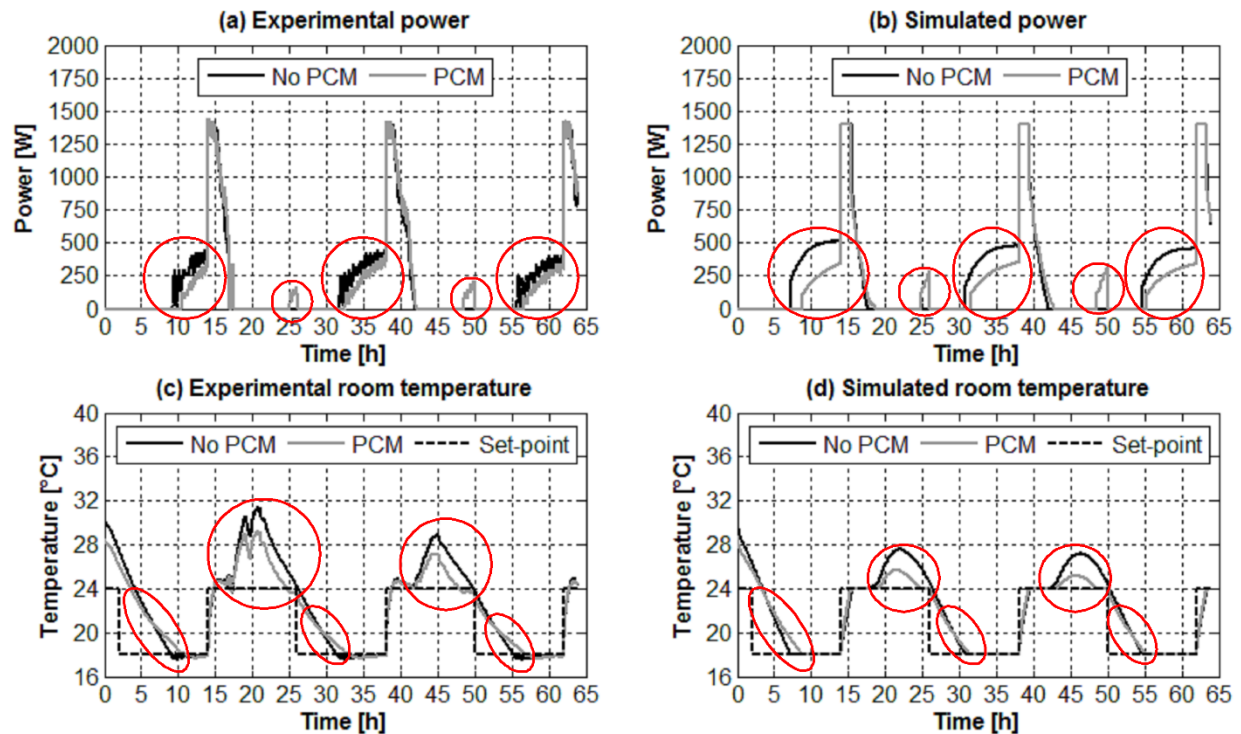 (a) Experimental power
(b) Simulated power
2000
1750
1500
1250
1000
750
500
250
0
Power [W]
No PCM
PCM
0 5 10 15 20 25 30 35 40 45 50 55 60 65
Time [h]
2000
1750
1500
1250
1000
750
500
250
0
Power [W]
No PCM
PCM
0 5 10 15 20 25 30 35 40 45 50 55 60 65
Time [h]
(c) Experimental room temperature
(d) Simulated room temperature
40
36
32
28
24
20
16
Temperature [°C]
No PCM
PCM
Set-point
0 5 10 15 20 25 30 35 40 45 50 55 60 65
Time [h]
40
36
32
28
24
20
16
Temperature [°C]
No PCM
PCM
Set-point
0 5 10 15 20 25 30 35 40 45 50 55 60 65
Time [h]